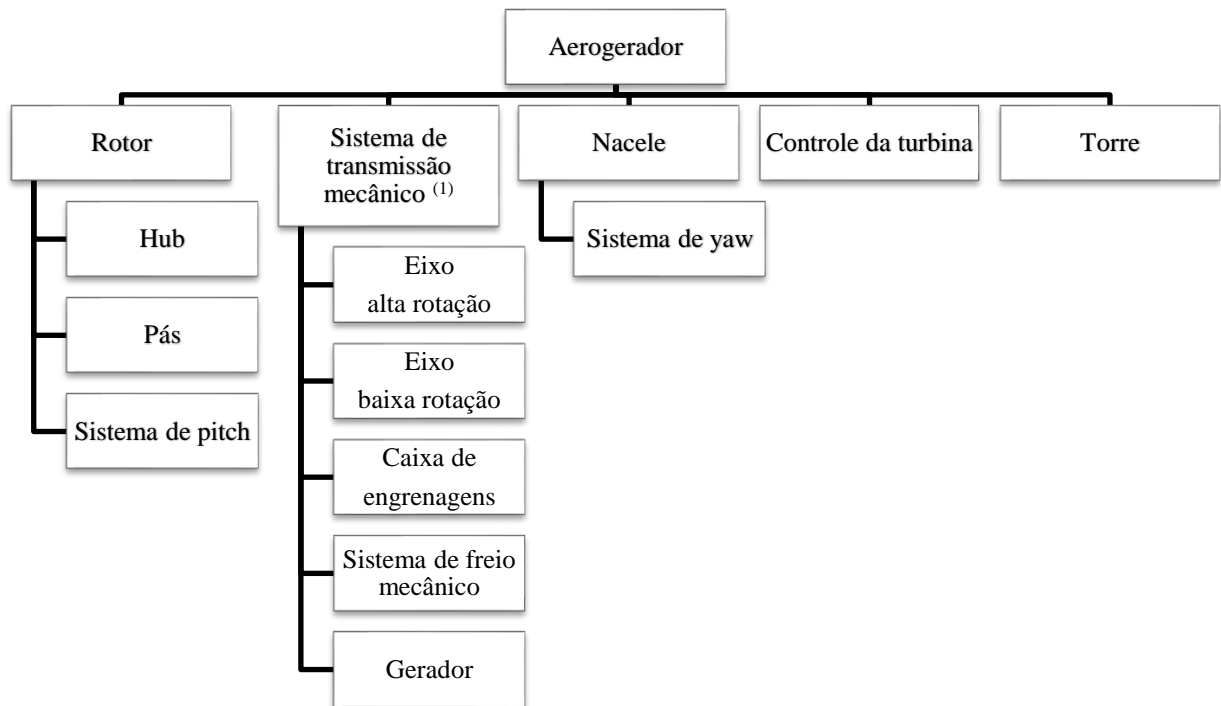 Aerogerador
Rotor
Sistema de
transmissão
mecânico (1)
Nacele
Controle da turbina
Torre
Hub
Pás
Sistema de pitch
Eixo
alta rotação
Eixo
baixa rotação
Caixa de
engrenagens
Sistema de freio
mecânico
Gerador
Sistema de yaw